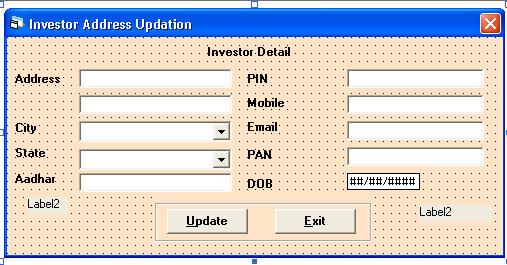 Investor Address Updation
Investor Detail
Address PIN
Mobile
City Email
State PAN
Aadhar DOB ##/##/####
Label2 Label2
Update Exit